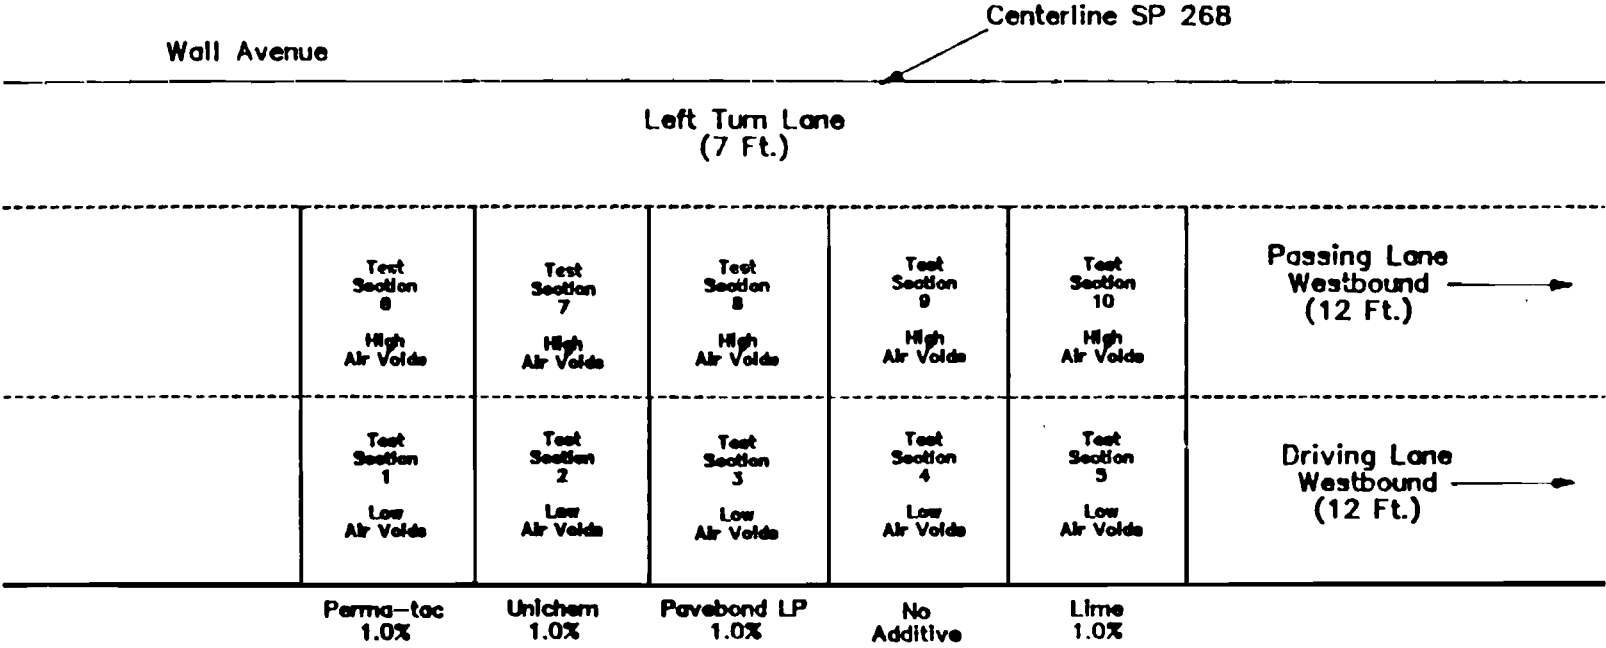 Centerline SP 268
Wall Avenue
Left Turn Lane
(7 Ft.)
Test
Section
6
High
Air Voids
Test
Section
7
High
Air Voids
Test
Section
8
High
Air Voids
Test
Section
9
High
Air Voids
Test
Section
10
High
Air Voids
Passing Lane
Westbound
(12 Ft.)
Test
Section
1
Low
Air Voids
Test
Section
2
Low
Air Voids
Test
Section
3
Low
Air Voids
Test
Section
4
Low
Air Voids
Test
Section
5
Low
Air Voids
Driving Lane
Westbound
(12 Ft.)
Perma-tac
1.0%
Unichem
1.0%
Pavebond LP
1.0%
No
Additive
Lime
1.0%